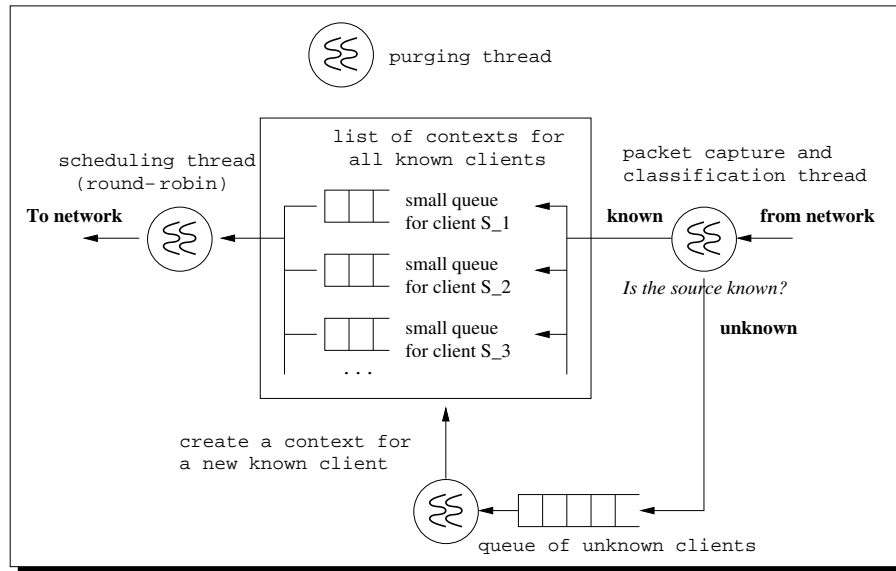 purging thread
list of contexts for
all known clients
scheduling thread
(round-robin)
packet capture and
classification thread
To network
small queue
for client S_1
known
from network
small queue
for client S_2
Is the source known?
unknown
small queue
for client S_3
...
create a context for
a new known client
queue of unknown clients